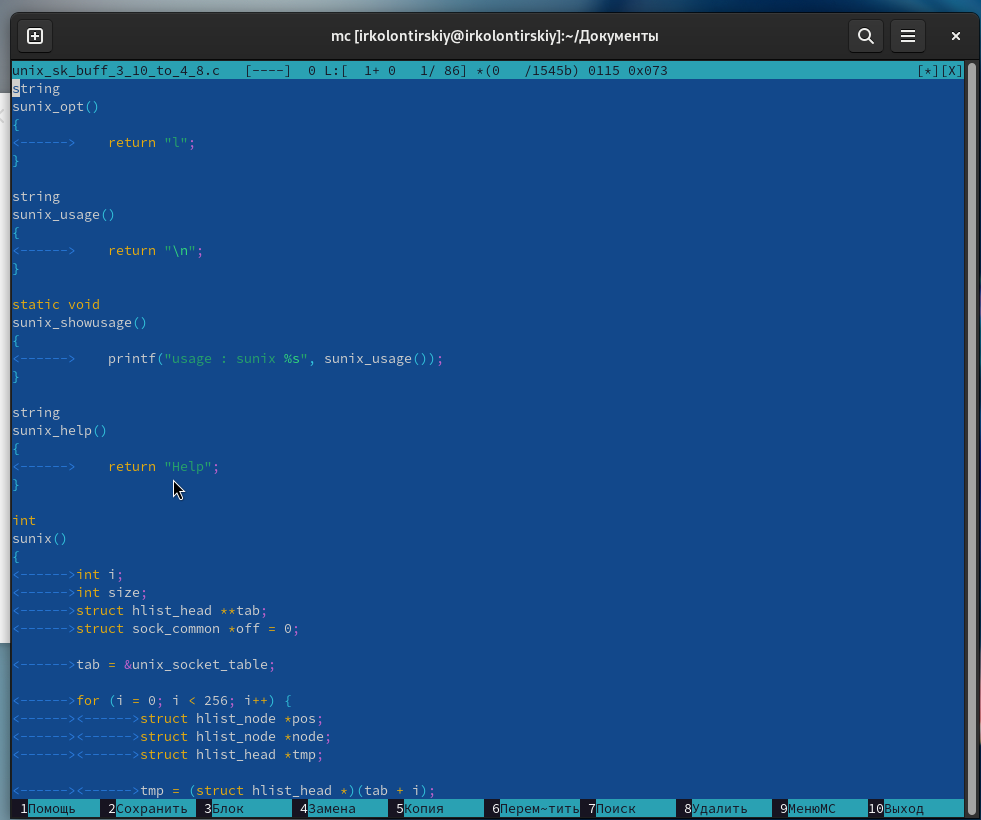 mc [irkolontirskiy@irkolontirskiy]:~/Документы
unix_sk_buff_3_10_to_4_8.c   [----]  0 L:[  1+ 0   1/ 86] *(0   /1545b) 0115 0x073   [*][X]
string
sunix_opt()
{
<------>    return "l";
}

string
sunix_usage()
{
<------>    return "\n";
}

static void
sunix_showusage()
{
<------>    printf("usage : sunix %s", sunix_usage());
}

string
sunix_help()
{
<------>    return "Help";
}

int
sunix()
{
<------>int i;
<------>int size;
<------>struct hlist_head **tab;
<------>struct sock_common *off = 0;

<------>tab = &unix_socket_table;

<------>for (i = 0; i < 256; i++) {
<------><------>struct hlist_node *pos;
<------><------>struct hlist_node *node;
<------><------>struct hlist_head *tmp;

<------><------>tmp = (struct hlist_head *)(tab + i);
1Помощь 2Сохранить 3Блок 4Замена 5Копия 6Перем~тить 7Поиск 8Удалить 9МенюMC 10Выход